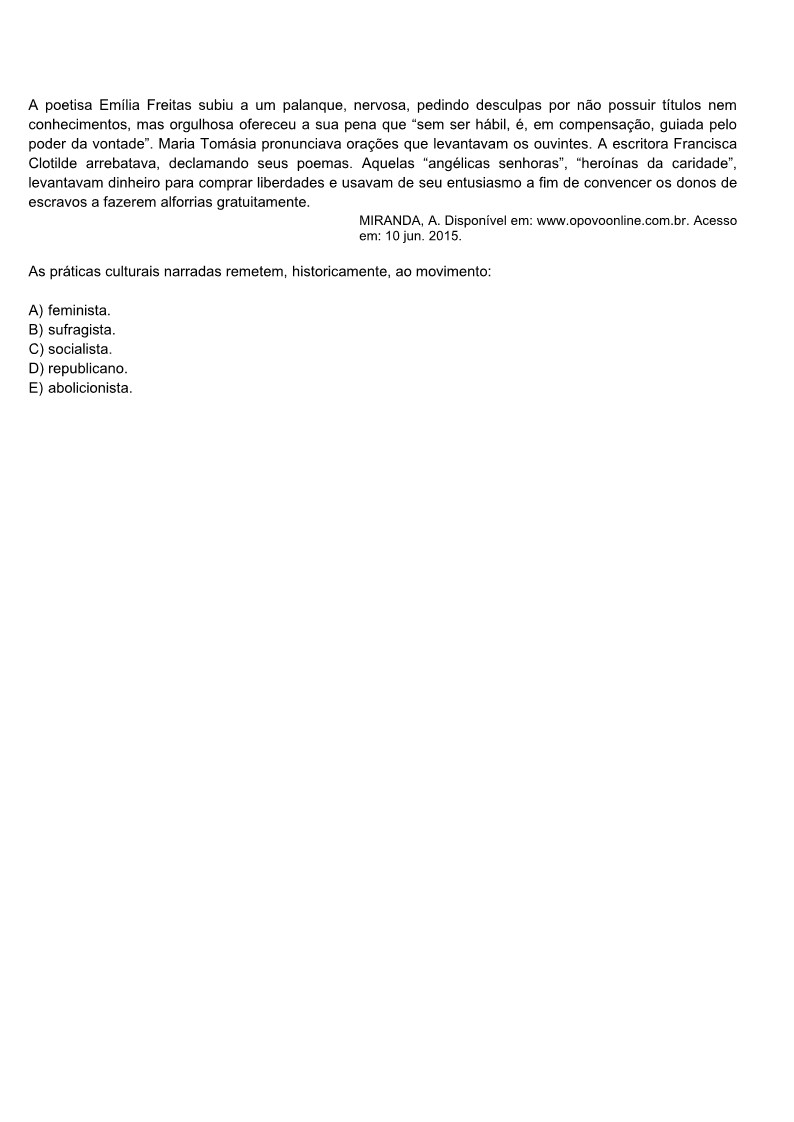 A poetisa Emília Freitas subiu a um palanque, nervosa, pedindo desculpas por não possuir títulos nem
conhecimentos, mas orgulhosa ofereceu a sua pena que “sem ser hábil, é, em compensação, guiada pelo
poder da vontade”. Maria Tomásia pronunciava orações que levantavam os ouvintes. A escritora Francisca
Clotilde arrebatava, declamando seus poemas. Aquelas “angélicas senhoras”, “heroínas da caridade”,
levantavam dinheiro para comprar liberdades e usavam de seu entusiasmo a fim de convencer os donos de
escravos a fazerem alforrias gratuitamente.
MIRANDA, A. Disponível em: www.opovoonline.com.br. Acesso
em: 10 jun. 2015.
As práticas culturais narradas remetem, historicamente, ao movimento:
A) feminista.
B) sufragista.
C) socialista.
D) republicano.
E) abolicionista.